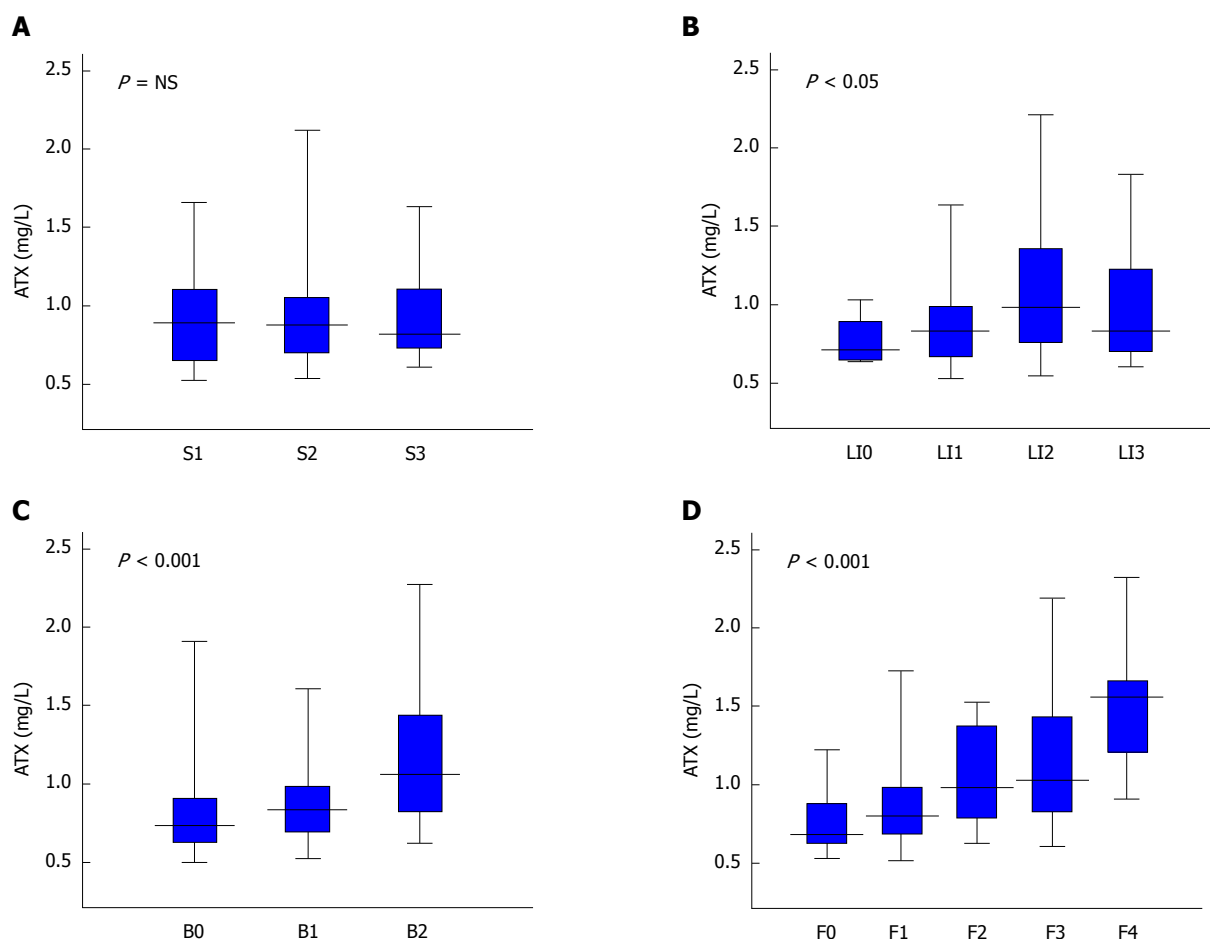 A
2.5
P = NS
2.0
1.5
ATX (mg/L)
1.0
0.5
S1 S2 S3
B
2.5
P < 0.05
2.0
1.5
ATX (mg/L)
1.0
0.5
LI0 LI1 LI2 LI3
C
2.5
P < 0.001
2.0
1.5
ATX (mg/L)
1.0
0.5
B0 B1 B2
D
2.5
P < 0.001
2.0
1.5
ATX (mg/L)
1.0
0.5
F0 F1 F2 F3 F4